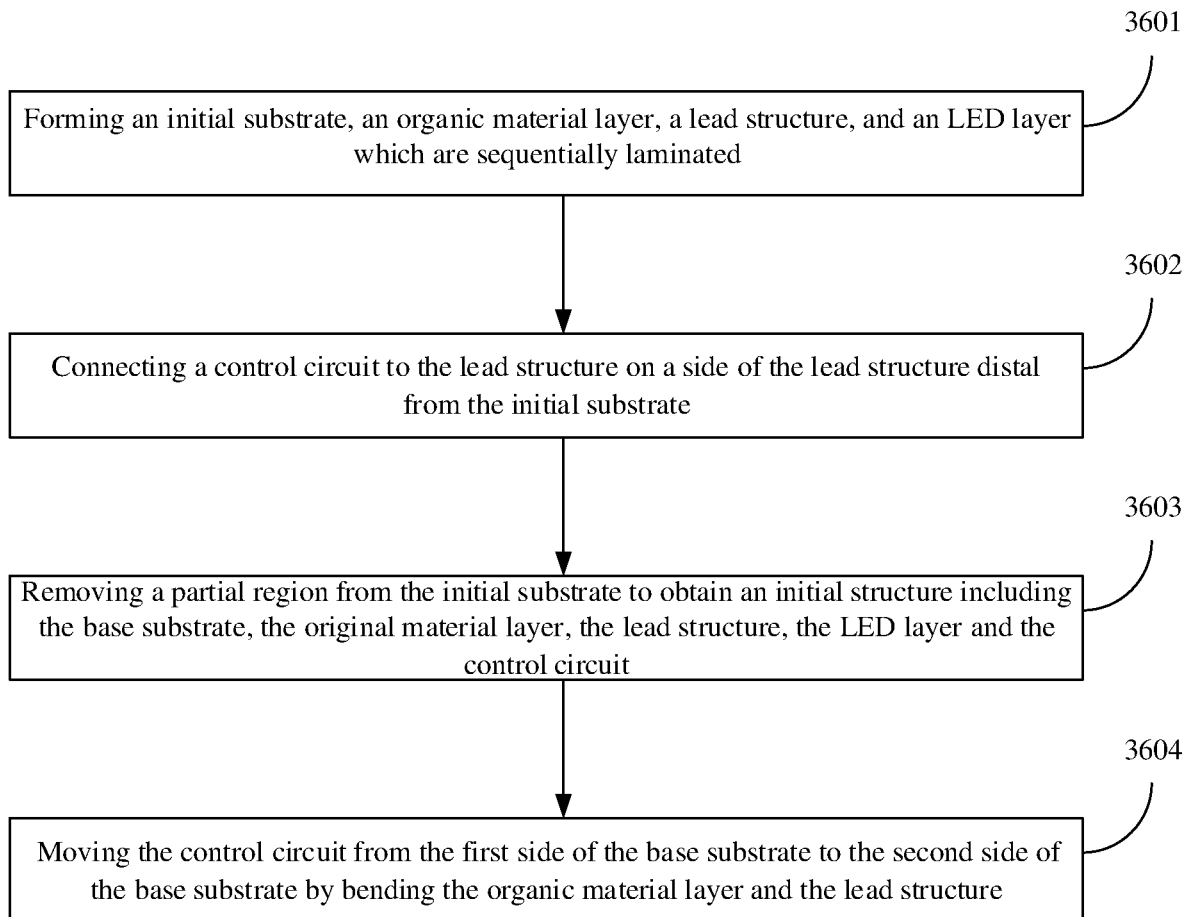 3601
Forming an initial substrate, an organic material layer, a lead structure, and an LED layer
which are sequentially laminated
3602
Connecting a control circuit to the lead structure on a side of the lead structure distal
from the initial substrate
3603
Removing a partial region from the initial substrate to obtain an initial structure including
the base substrate, the original material layer, the lead structure, the LED layer and the
control circuit
3604
Moving the control circuit from the first side of the base substrate to the second side of
the base substrate by bending the organic material layer and the lead structure